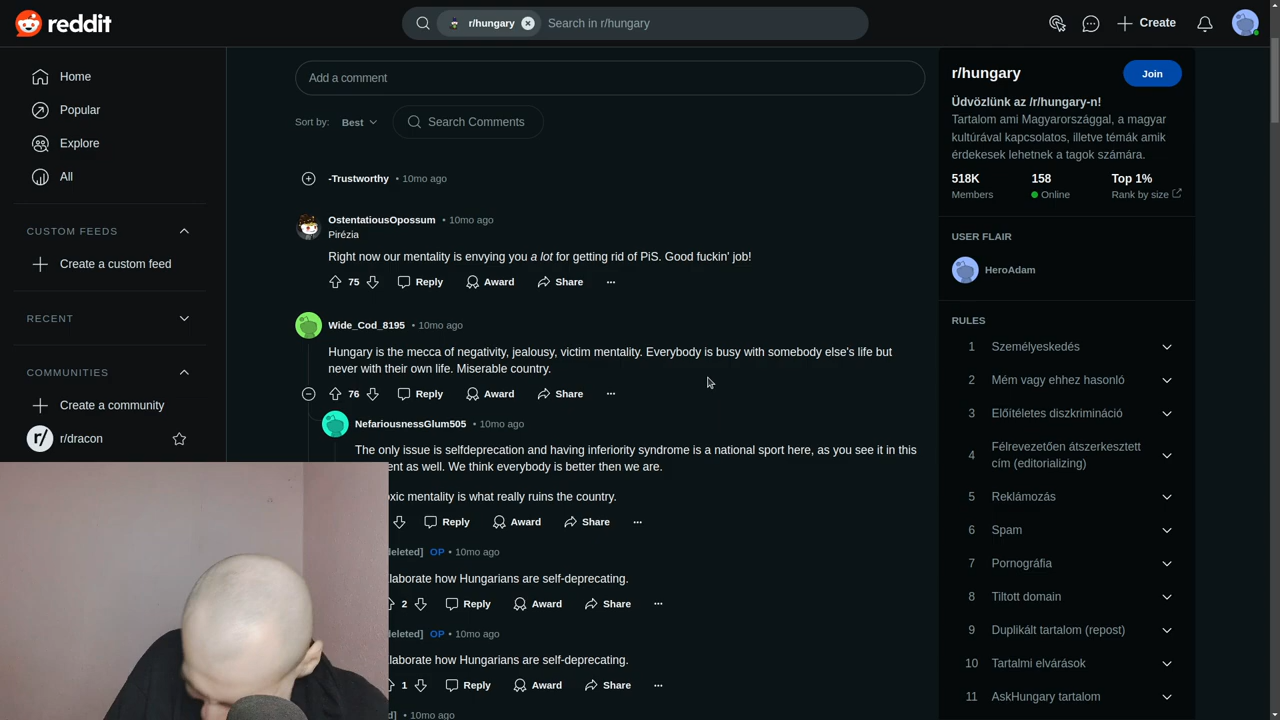 reddit
r/hungary
Search in r/hungary
Create
Home
Popular
Explore
All
CUSTOM FEEDS
Create a custom feed
RECENT
COMMUNITIES
Create a community
r/dracon
Add a comment
Sort by: Best
Search Comments
-Trustworthy • 10mo ago
OstentatiousOpossum • 10mo ago
Pirézia
Right now our mentality is envying you a lot for getting rid of PiS. Good fuckin' job!
75 Reply Award Share
Wide_Cod_8195 • 10mo ago
Hungary is the mecca of negativity, jealousy, victim mentality. Everybody is busy with somebody else's life but
never with their own life. Miserable country.
76 Reply Award Share
NefariousnessGlum505 • 10mo ago
The only issue is selfdeprecation and having inferiority syndrome is a national sport here, as you see it in this
as well. We think everybody is better then we are.
mentality is what really ruins the country.
Reply Award Share
OP • 10mo ago
how Hungarians are self-deprecating.
2 Reply Award Share
OP • 10mo ago
how Hungarians are self-deprecating.
1 Reply Award Share
• 10mo ago
r/hungary
Join
Üdvözlünk az /r/hungary-n!
Tartalom ami Magyarországgal, a magyar
kultúrával kapcsolatos, illetve témák amik
érdekesek lehetnek a tagok számára.
518K 158 Top 1%
Members Online Rank by size
USER FLAIR
HeroAdam
RULES
1 Személyeskedés
2 Mém vagy ehhez hasonló
3 Előítéletes diszkrimináció
4 Félrevezetően átszerkesztett
cím (editorializing)
5 Reklámozás
6 Spam
7 Pornográfia
8 Tiltott domain
9 Duplikált tartalom (repost)
10 Tartalmi elvárások
11 AskHungary tartalom